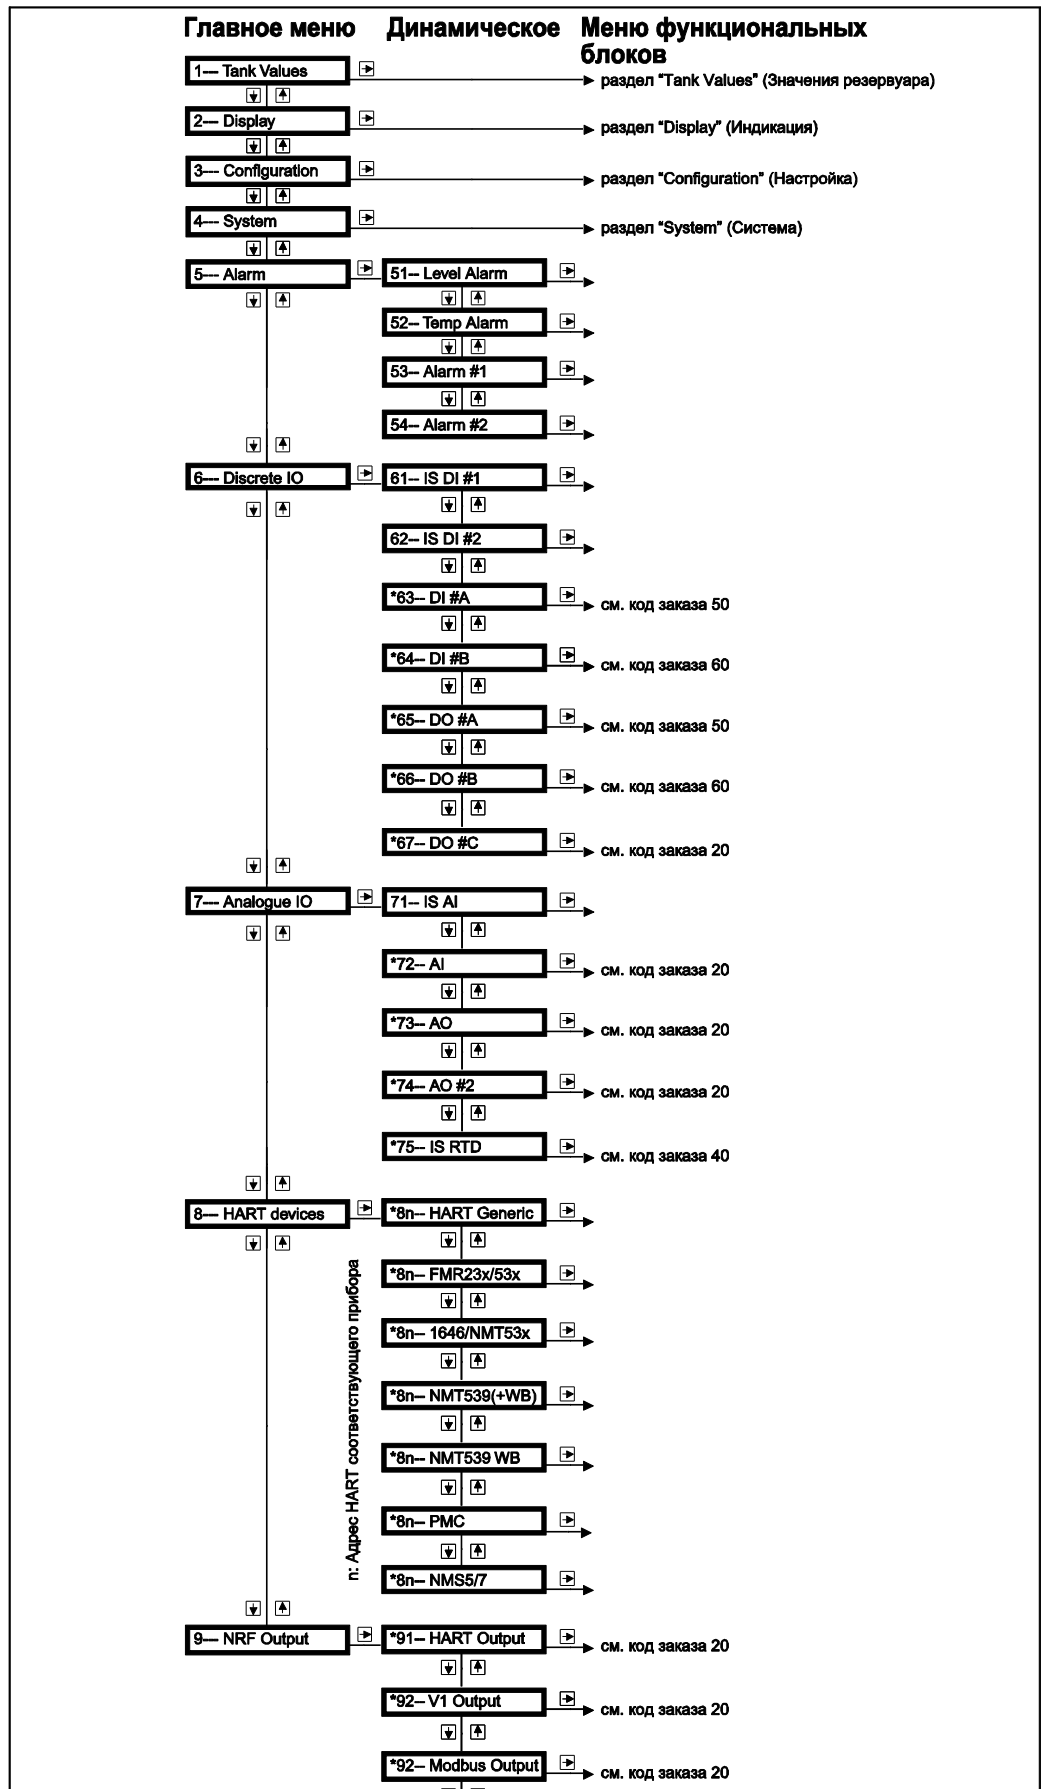 Главное меню Динамическое Меню функциональных
блоков
1--- Tank Values
раздел “Tank Values” (Значения резервуара)
2--- Display
раздел “Display” (Индикация)
3--- Configuration
раздел “Configuration” (Настройка)
4--- System
раздел “System” (Система)
5--- Alarm
51-- Level Alarm
52-- Temp Alarm
53-- Alarm #1
54-- Alarm #2
6--- Discrete IO
61-- IS DI #1
62-- IS DI #2
*63-- DI #A
см. код заказа 50
*64-- DI #B
см. код заказа 60
*65-- DO #A
см. код заказа 50
*66-- DO #B
см. код заказа 60
*67-- DO #C
см. код заказа 20
7--- Analogue IO
71-- IS AI
*72-- AI
см. код заказа 20
*73-- AO
см. код заказа 20
*74-- AO #2
см. код заказа 20
*75-- IS RTD
см. код заказа 40
8--- HART devices
*8n-- HART Generic
*8n-- FMR23x/53x
*8n-- 1646/NMT53x
*8n-- NMT539(+WB)
*8n-- NMT539 WB
*8n-- PMC
*8n-- NMS5/7
n: Адрес HART соответствующего прибора
9--- NRF Output
*91-- HART Output
см. код заказа 20
*92-- V1 Output
см. код заказа 20
*92-- Modbus Output
см. код заказа 20